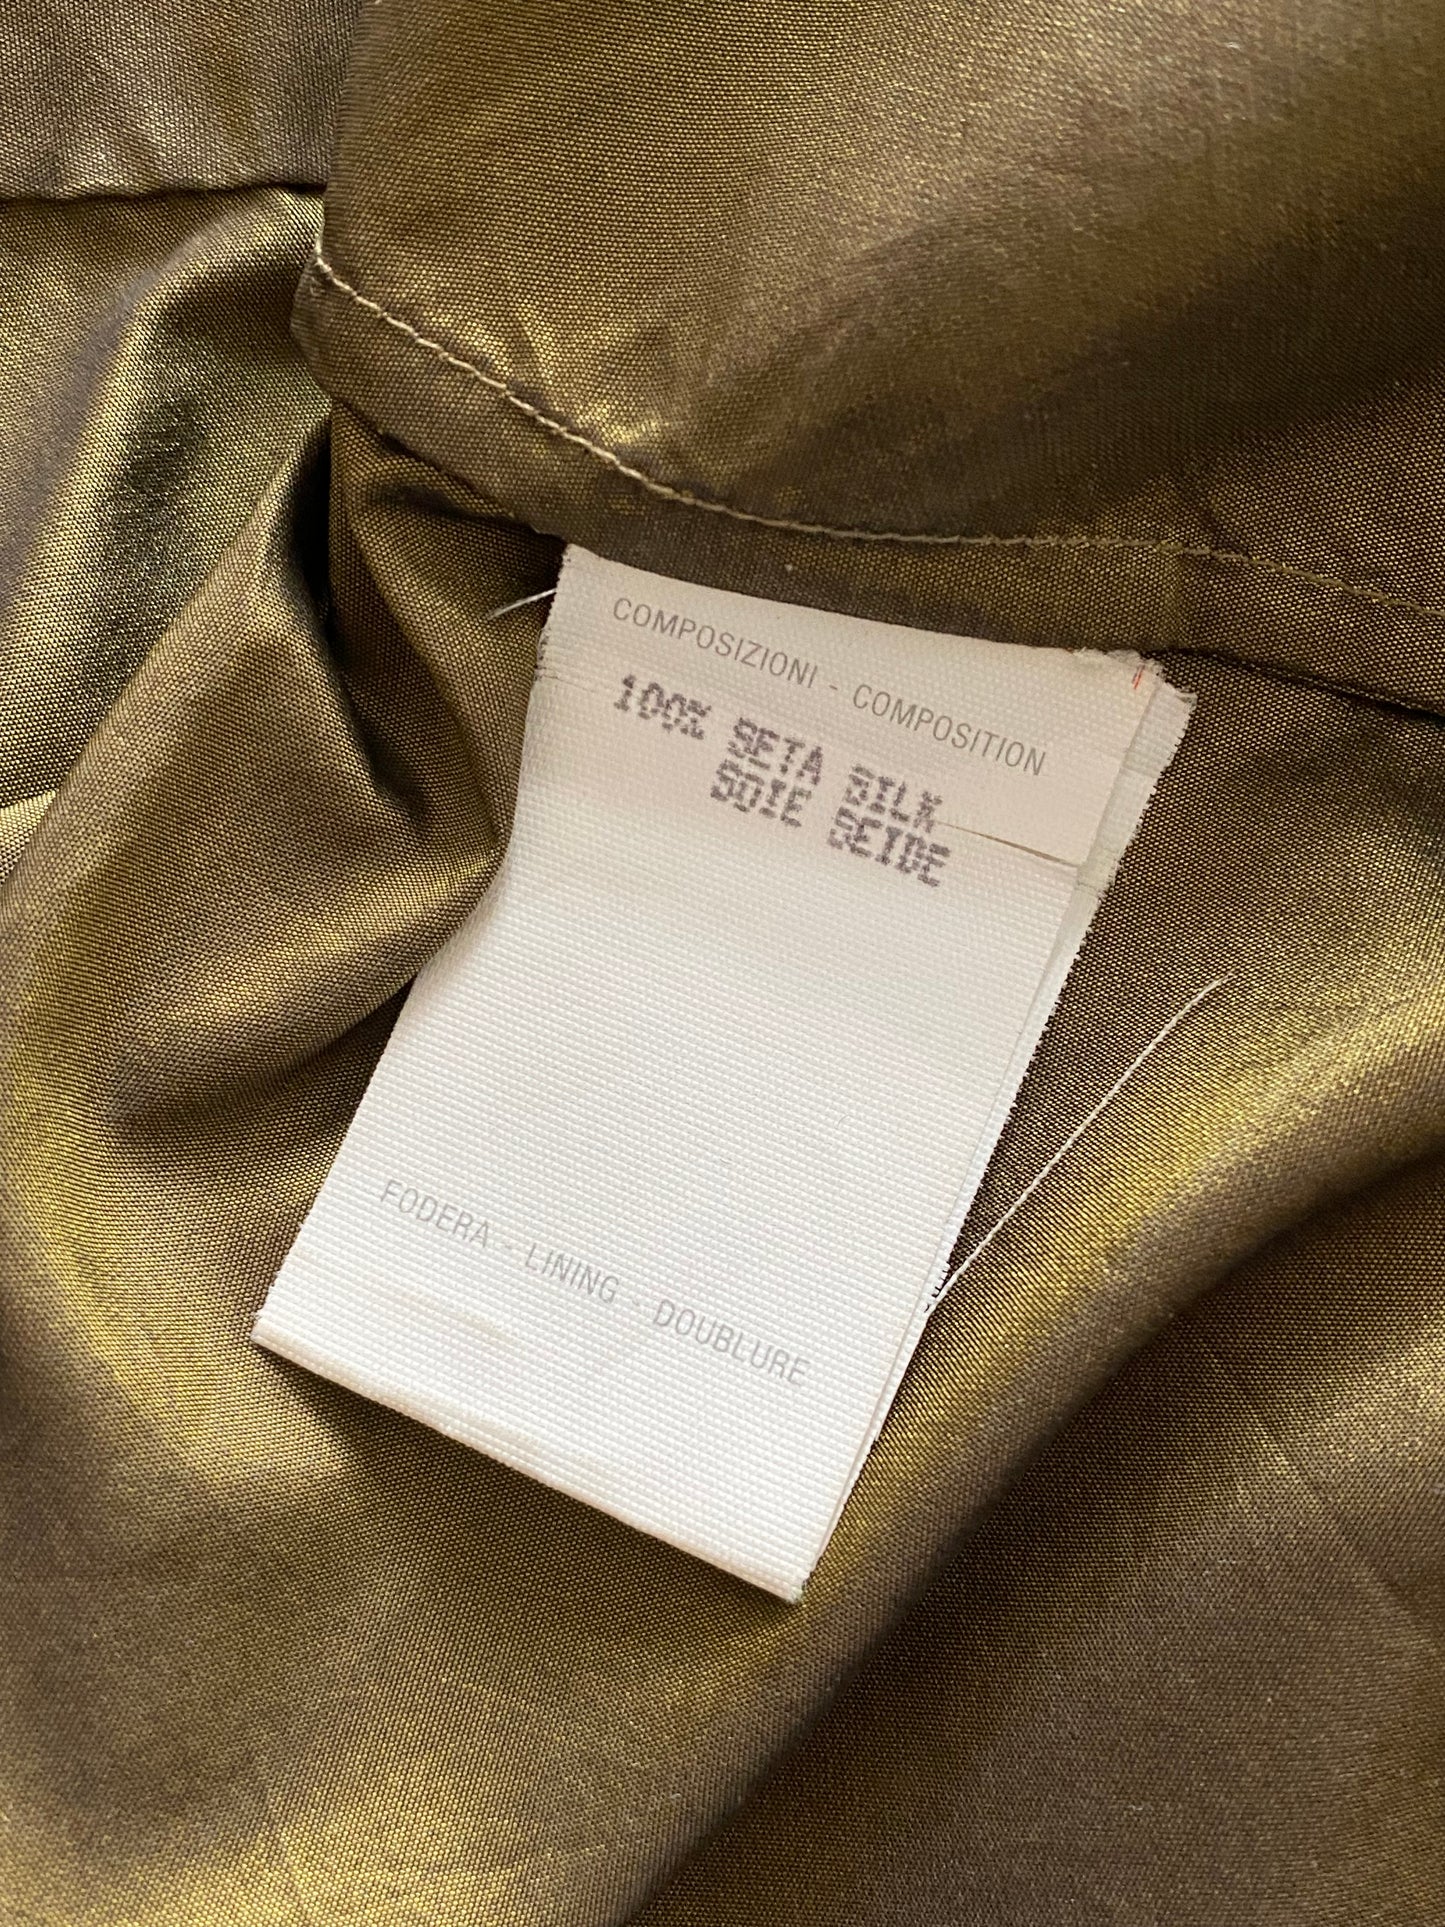 COMPOSIZIONI - COMPOSITION
100% SETA SILK
SOIE SEIDE
FODERA - LINING - DOUBLURE